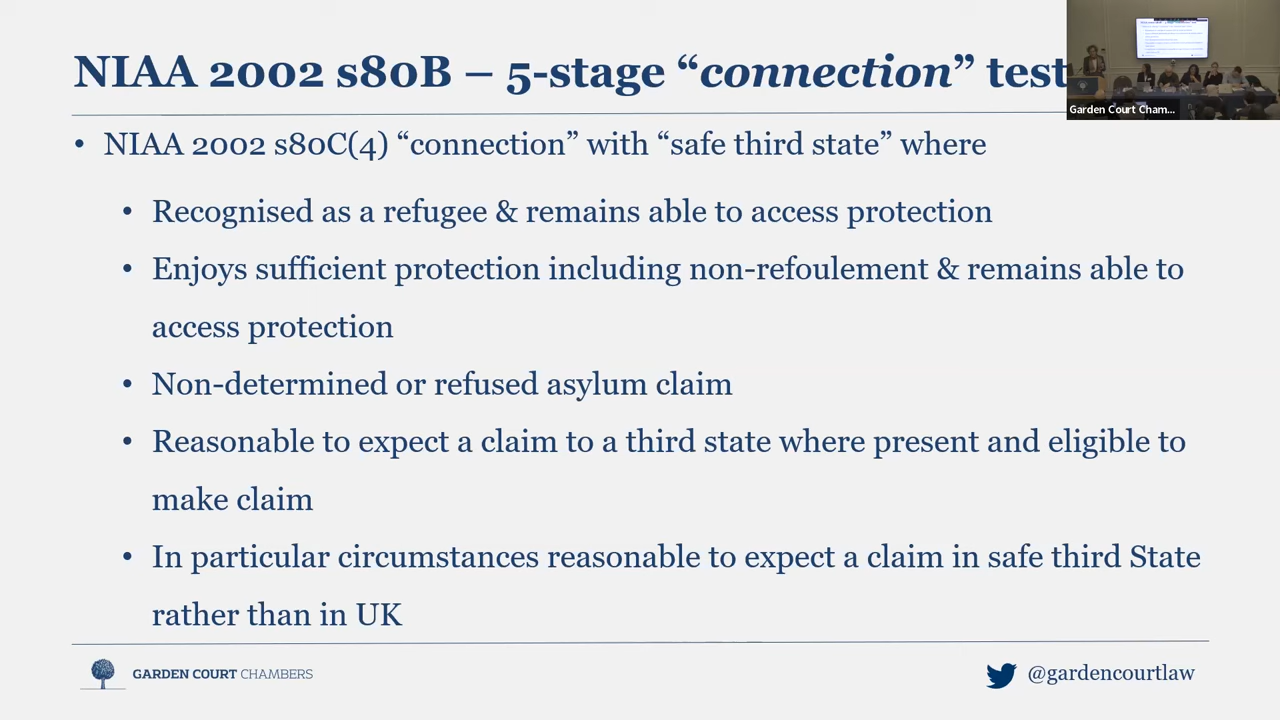 NIAA 2002 s80B – 5-stage “connection” test
• NIAA 2002 s80C(4) “connection” with “safe third state” where
• Recognised as a refugee & remains able to access protection
• Enjoys sufficient protection including non-refoulement & remains able to
access protection
• Non-determined or refused asylum claim
• Reasonable to expect a claim to a third state where present and eligible to
make claim
• In particular circumstances reasonable to expect a claim in safe third State
rather than in UK
GARDEN COURT CHAMBERS
@gardencourtlaw
Garden Court Cham...